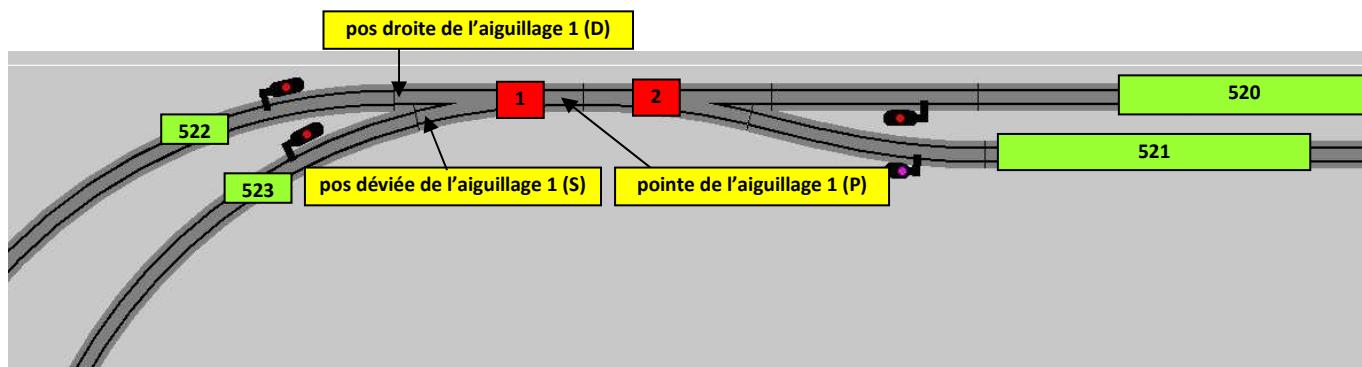 pos droite de l’aiguillage 1 (D)
1
2
520
522
521
523
pos déviée de l’aiguillage 1 (S)
pointe de l’aiguillage 1 (P)